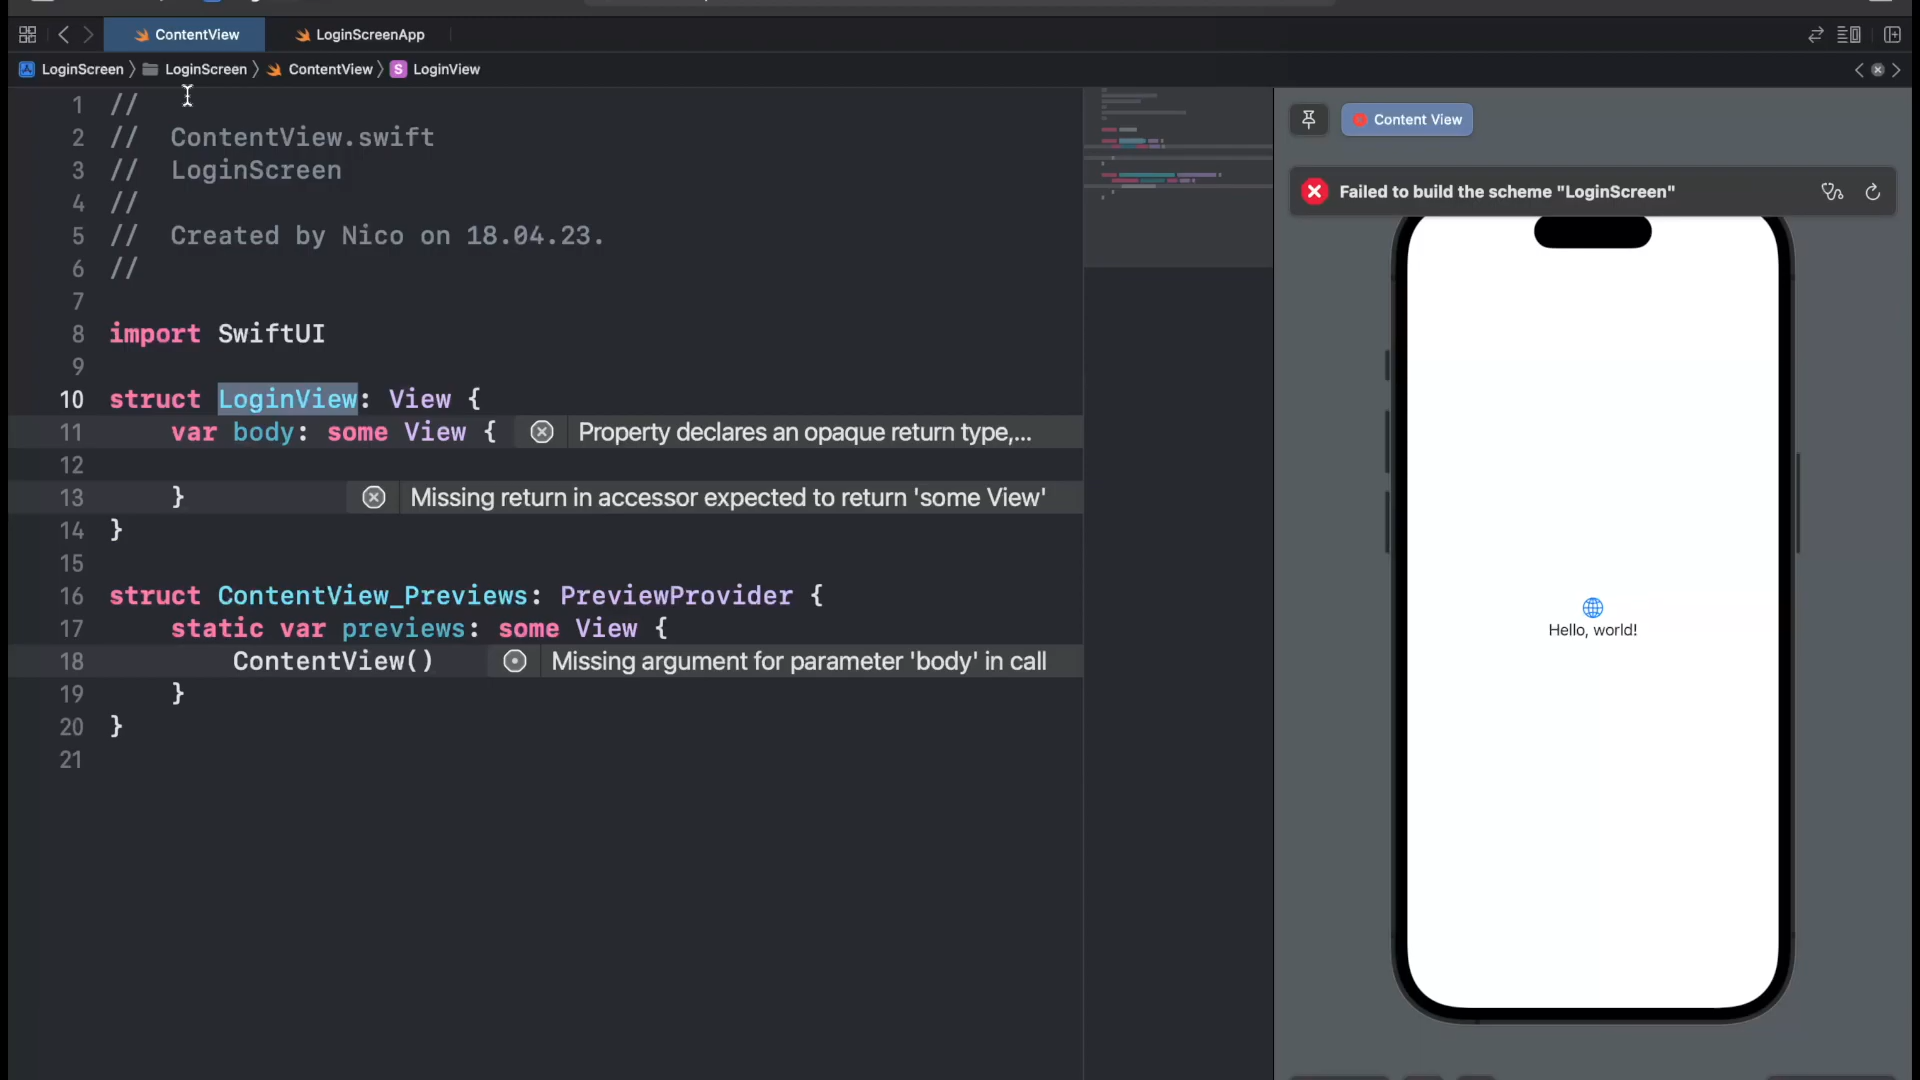 ContentView
LoginScreenApp
LoginScreen
LoginScreen
ContentView
S
LoginView
1 //
2 //  ContentView.swift
3 //  LoginScreen
4 //
5 //  Created by Nico on 18.04.23.
6 //
7
8 import SwiftUI
9
10 struct LoginView: View {
11     var body: some View { Property declares an opaque return type,...
12
13     } Missing return in accessor expected to return 'some View'
14 }
15
16 struct ContentView_Previews: PreviewProvider {
17     static var previews: some View {
18         ContentView() Missing argument for parameter 'body' in call
19     }
20 }
21
Content View
Failed to build the scheme "LoginScreen"
Hello, world!